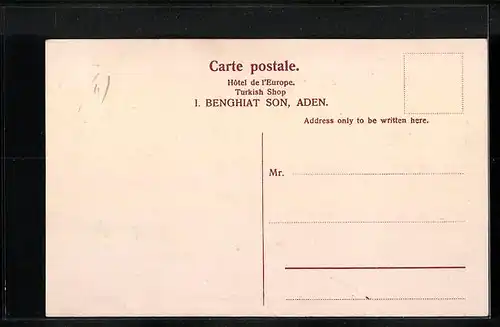 Carte postale.
Hôtel de l'Europe.
Turkish Shop
I. BENGHIAT SON, ADEN.
Address only to be written here.
Mr.